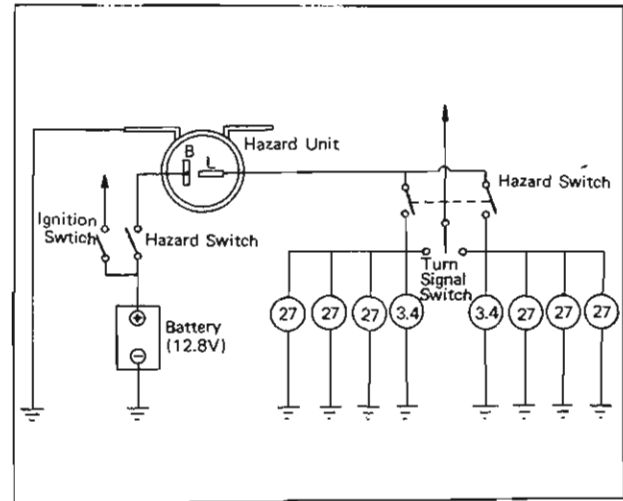 B
L
Hazard Unit
Hazard Switch
Ignition
Swtich
Hazard Switch
Turn
Signal
Switch
27
27
27
3.4
3.4
27
27
27
+
Battery
(12.8V)
−